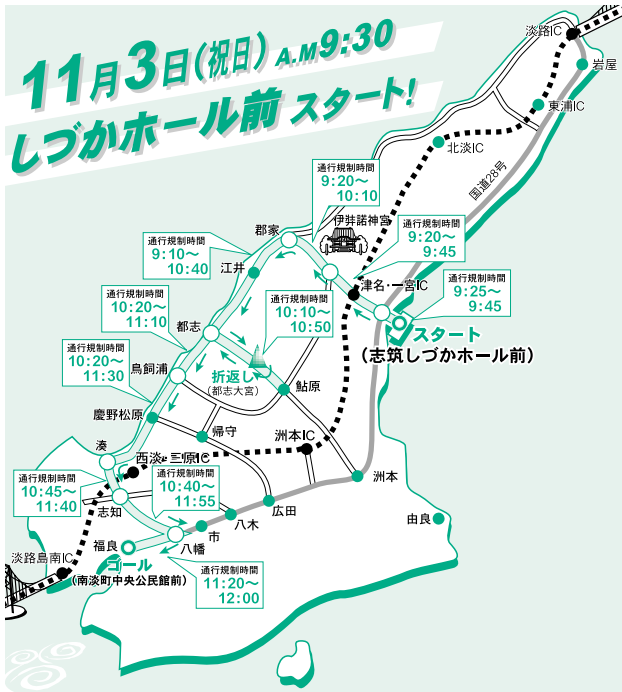 11月3日(祝日) A.M9:30
しづかホール前 スタート!
淡路IC
岩屋
東浦IC
北淡IC
国道28号
通行規制時間
9:20〜
10:10
伊弉諾神宮
郡家
通行規制時間
9:20〜
9:45
通行規制時間
9:10〜
10:40
江井
津名・一宮IC
通行規制時間
9:25〜
9:45
通行規制時間
10:20〜
11:10
都志
通行規制時間
10:10〜
10:50
スタート
(志筑しづかホール前)
通行規制時間
10:20〜
11:30
鳥飼浦
折返し
(都志大宮)
鮎原
慶野松原
帰守
洲本IC
湊
西淡・三原IC
通行規制時間
10:45〜
11:40
通行規制時間
10:40〜
11:55
洲本
志知
広田
八木
市
由良
福良
八幡
淡路島南IC
ゴール
(南淡町中央公民館前)
通行規制時間
11:20〜
12:00